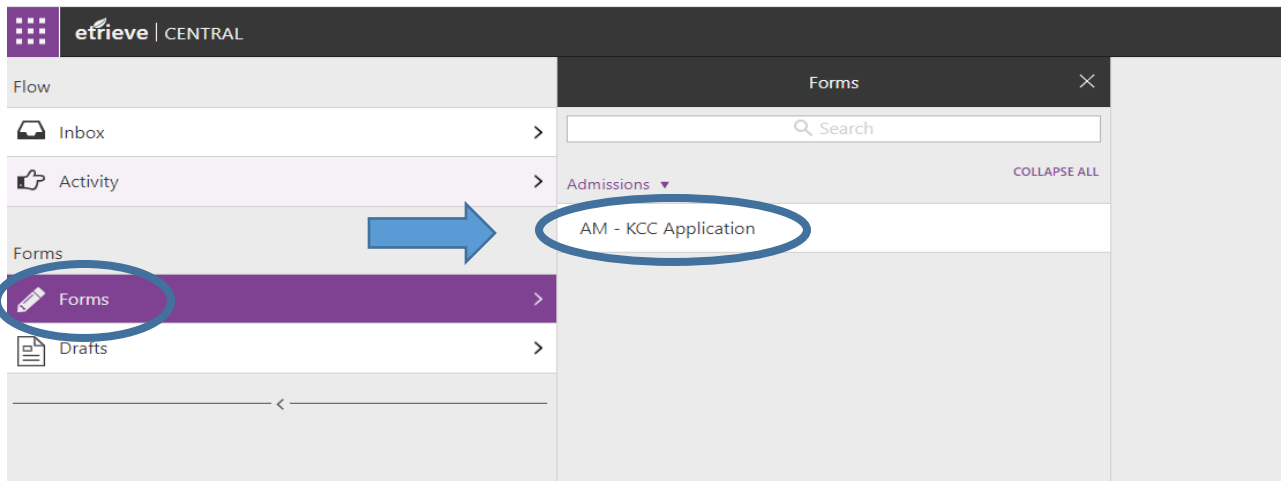 etrieve | CENTRAL
Flow
Inbox
Activity
Forms
Forms
Drafts
Forms
Search
COLLAPSE ALL
Admissions
AM - KCC Application